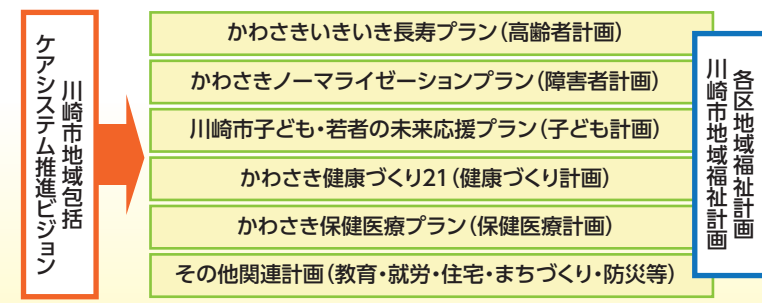 川崎市地域包括
ケアシステム推進ビジョン
かわさきいきいき長寿プラン（高齢者計画）
かわさきノーマライゼーションプラン（障害者計画）
川崎市子ども・若者の未来応援プラン（子ども計画）
かわさき健康づくり21（健康づくり計画）
かわさき保健医療プラン（保健医療計画）
その他関連計画（教育・就労・住宅・まちづくり・防災等）
各区地域福祉計画
川崎市地域福祉計画